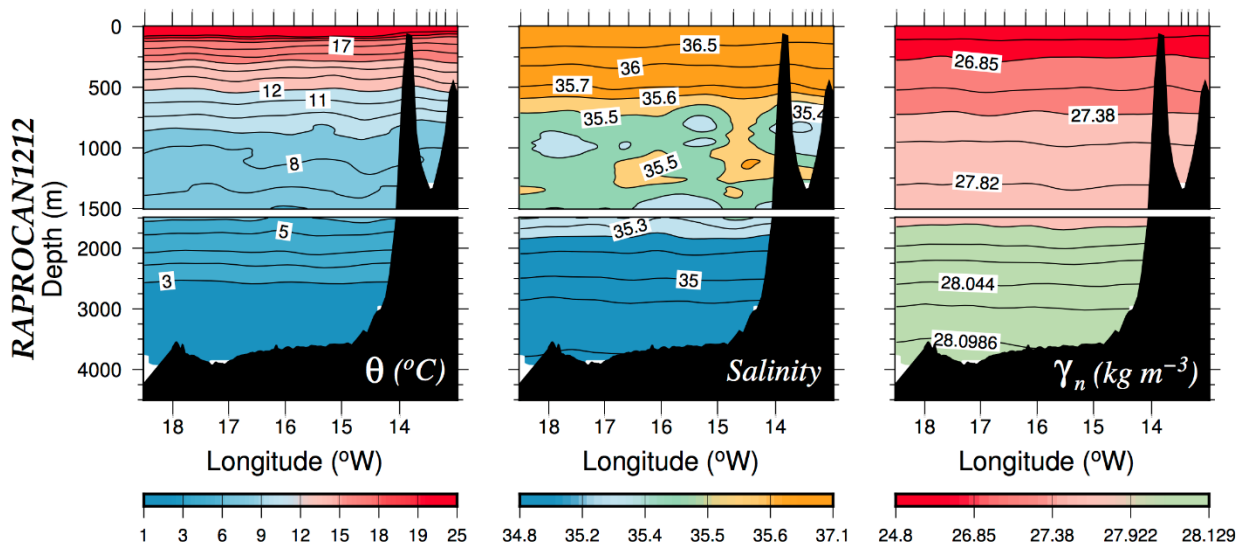 RAPROCAN1212
Depth (m)
0
500
1000
1500
2000
3000
4000
17
12
11
8
5
3
θ (°C)
18 17 16 15 14
Longitude (°W)
1 3 6 9 12 15 18 19 25
36.5
36
35.7
35.6
35.5
35.4
35.5
35.3
35
Salinity
18 17 16 15 14
Longitude (°W)
34.8 35.2 35.4 35.5 35.6 37.1
26.85
27.38
27.82
28.044
28.0986
γn (kg m⁻³)
18 17 16 15 14
Longitude (°W)
24.8 26.85 27.38 27.922 28.129